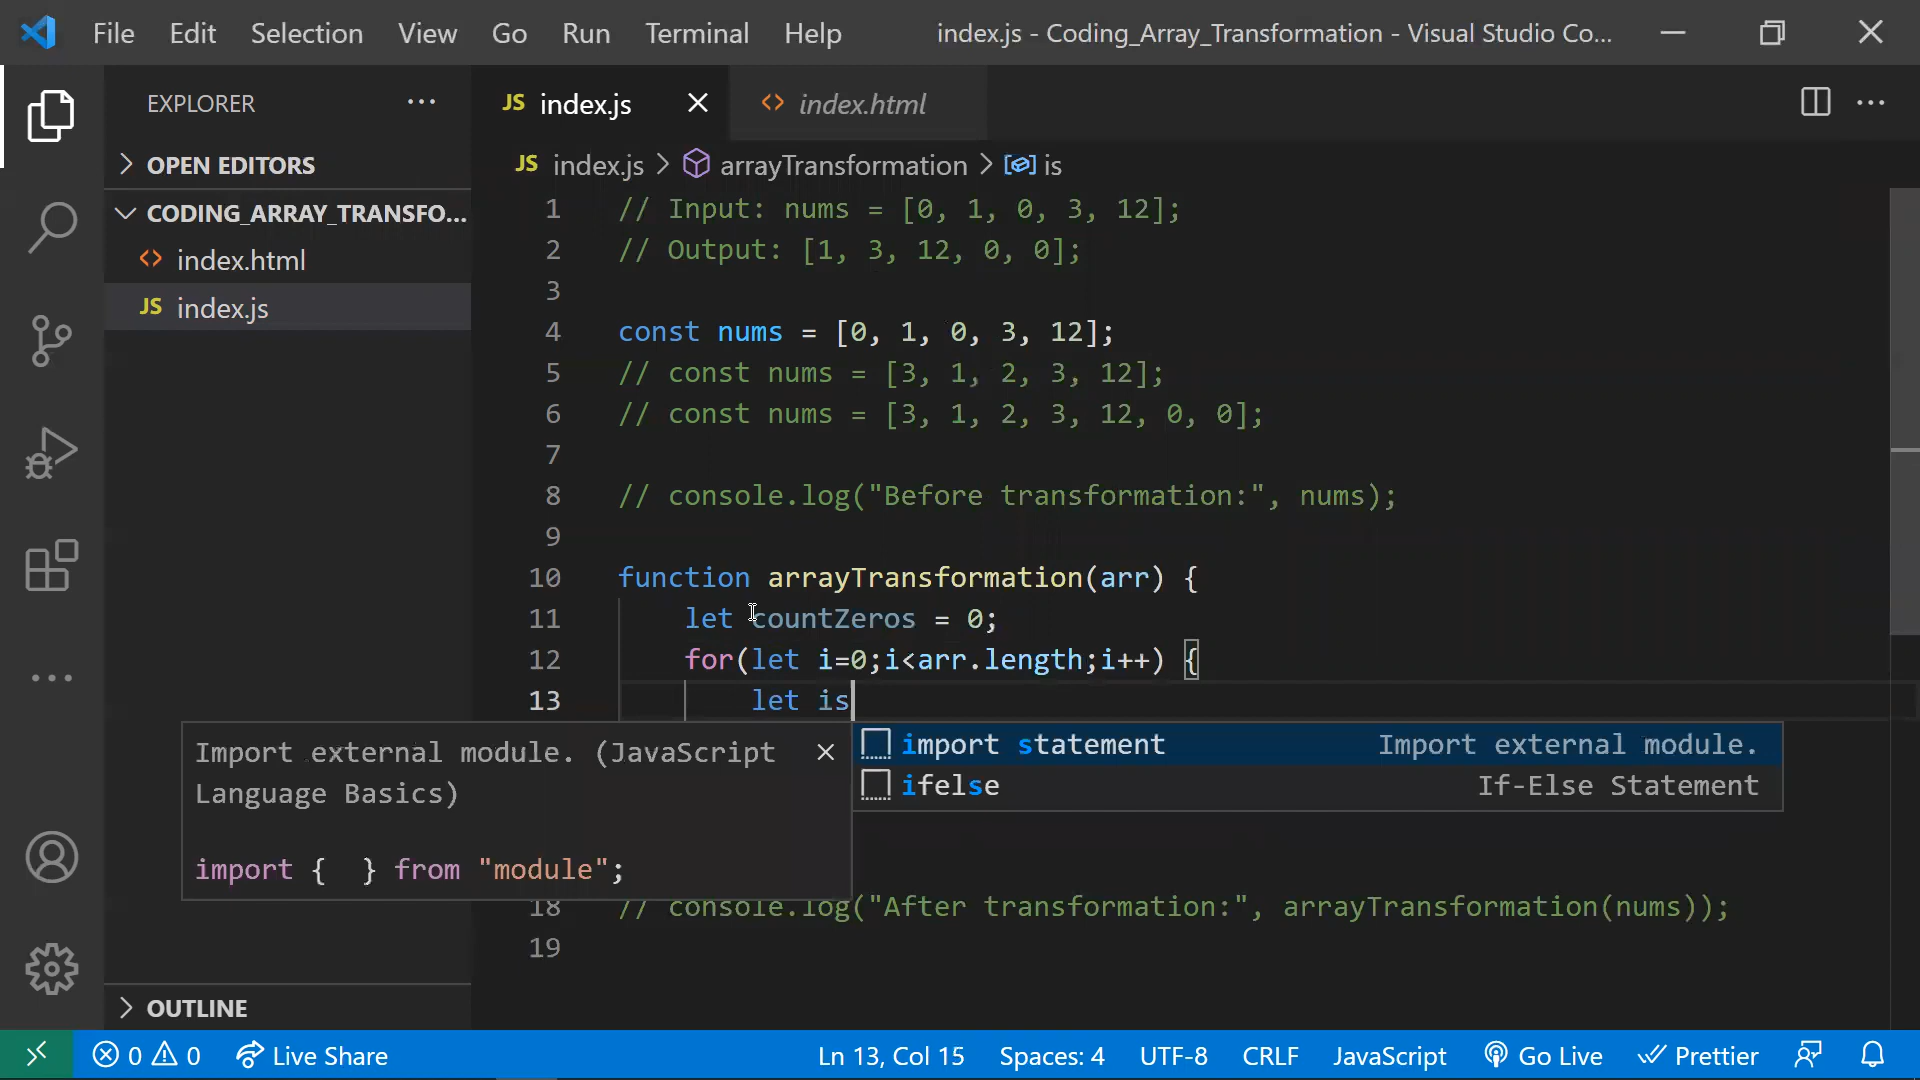 File Edit Selection View Go Run Terminal Help index.js - Coding_Array_Transformation - Visual Studio Co...
EXPLORER
OPEN EDITORS
CODING_ARRAY_TRANSFO...
index.html
JS index.js
OUTLINE
JS index.js index.html
JS index.js > arrayTransformation > is
1 // Input: nums = [0, 1, 0, 3, 12];
2 // Output: [1, 3, 12, 0, 0];
3
4 const nums = [0, 1, 0, 3, 12];
5 // const nums = [3, 1, 2, 3, 12];
6 // const nums = [3, 1, 2, 3, 12, 0, 0];
7
8 // console.log("Before transformation:", nums);
9
10 function arrayTransformation(arr) {
11 let countZeros = 0;
12 for(let i=0;i<arr.length;i++) {
13 let is
Import external module. (JavaScript
Language Basics)
import { } from "module";
import statement Import external module.
ifelse If-Else Statement
18 // console.log("After transformation:", arrayTransformation(nums));
19
0 0 Live Share Ln 13, Col 15 Spaces: 4 UTF-8 CRLF JavaScript Go Live Prettier